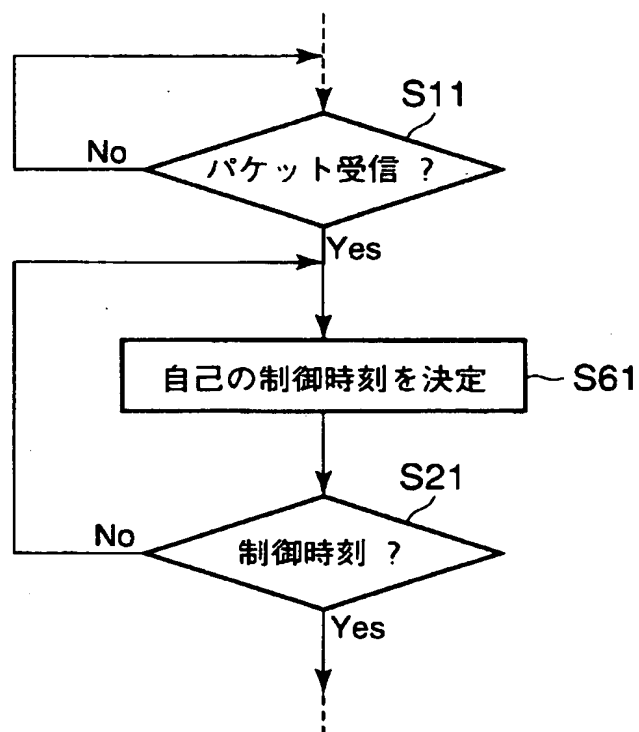 S11
No
パケット受信 ?
Yes
自己の制御時刻を決定
S61
S21
No
制御時刻 ?
Yes